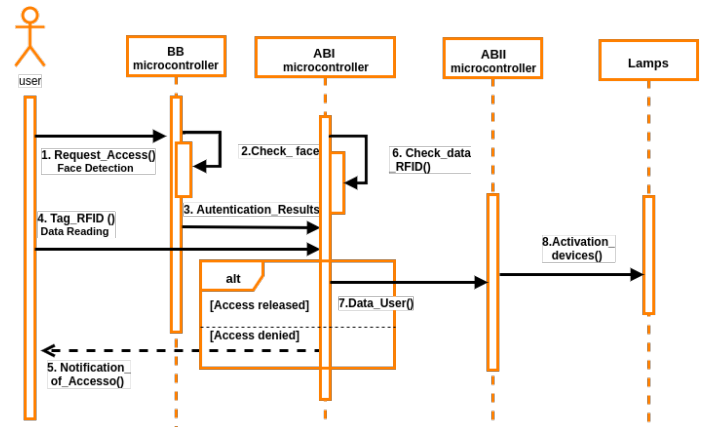 user
BB
microcontroller
ABI
microcontroller
ABII
microcontroller
Lamps
1. Request_Access()
Face Detection
2.Check_ face
6. Check_data
_RFID()
3. Autentication_Results
4. Tag_RFID ()
Data Reading
8.Activation_
devices()
alt
[Access released]
7.Data_User()
[Access denied]
5. Notification_
of_Accesso()